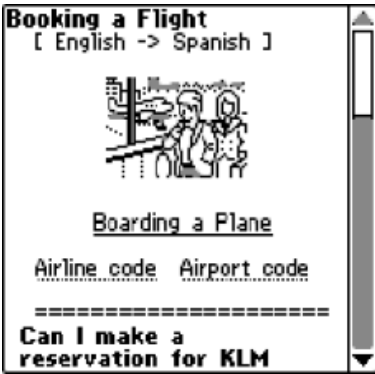 Booking a Flight
[ English -> Spanish ]
Boarding a Plane
Airline code Airport code
=====================
Can I make a
reservation for KLM